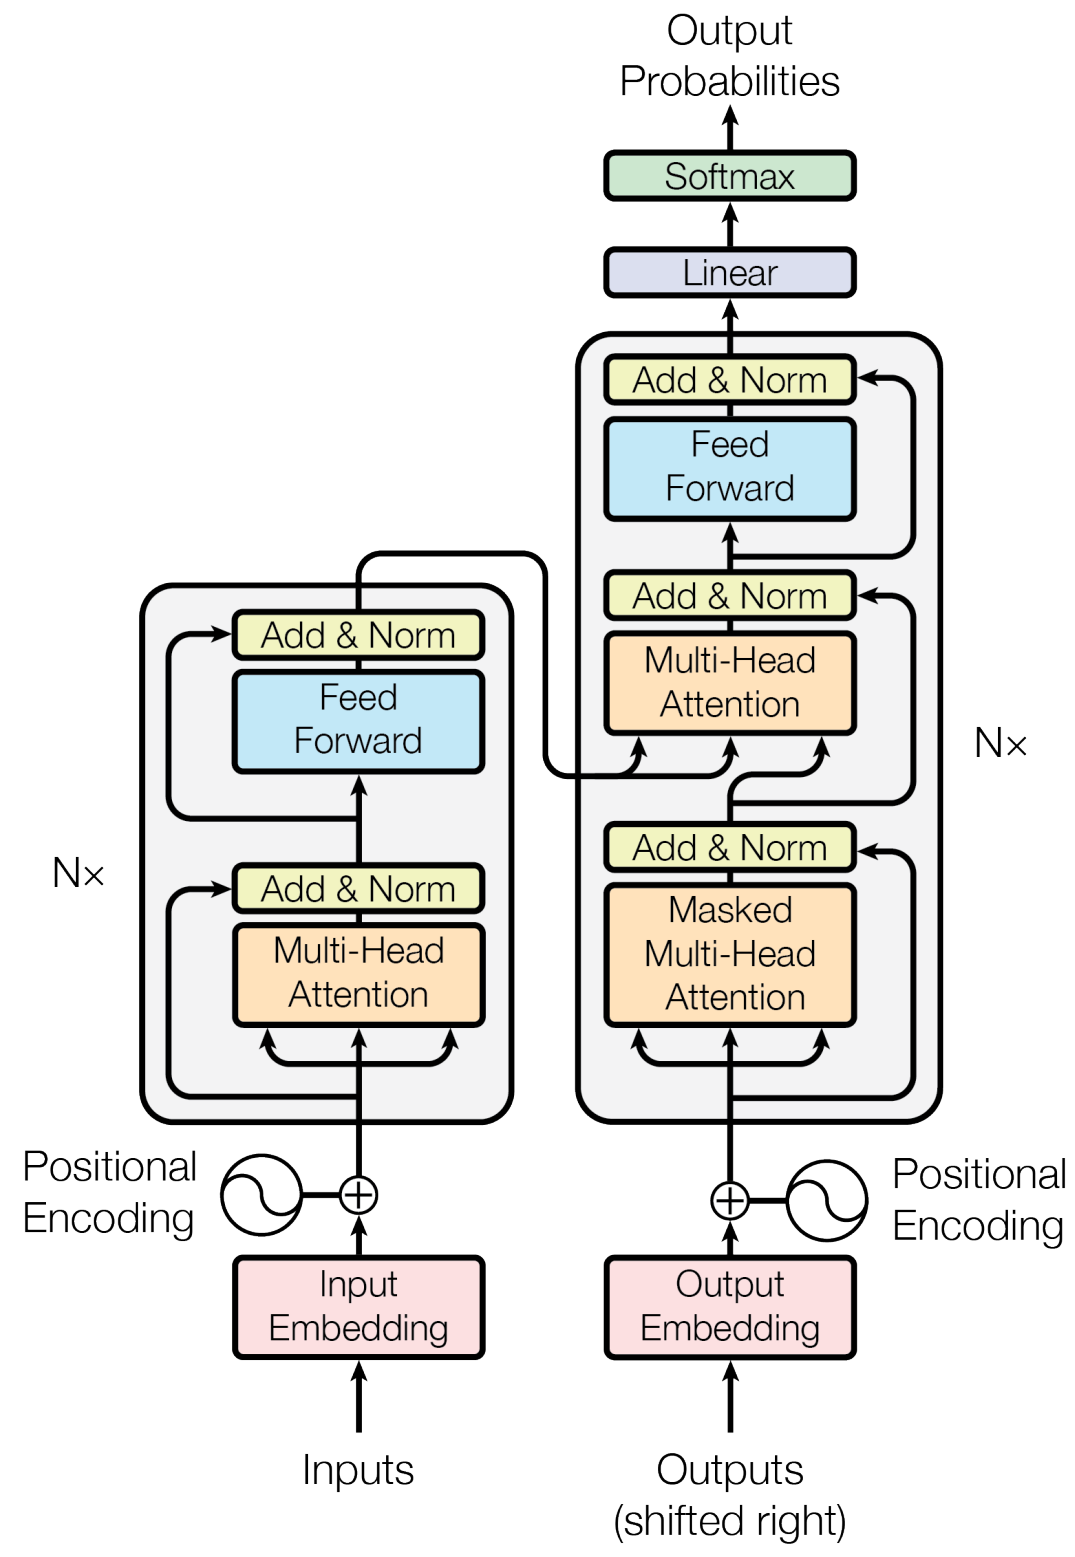 Output
Probabilities
Softmax
Linear
Add & Norm
Feed
Forward
Add & Norm
Multi-Head
Attention
Add & Norm
Masked
Multi-Head
Attention
N×
Add & Norm
Feed
Forward
Add & Norm
Multi-Head
Attention
N×
Positional
Encoding
Input
Embedding
Inputs
Positional
Encoding
Output
Embedding
Outputs
(shifted right)